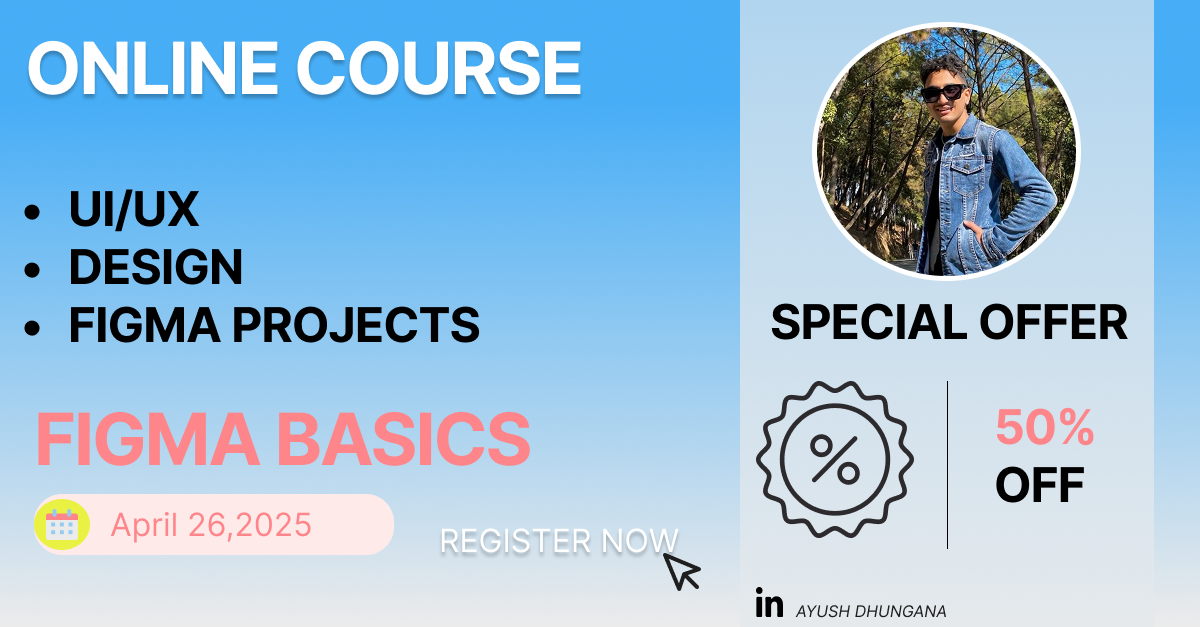 ONLINE COURSE
• UI/UX
• DESIGN
• FIGMA PROJECTS
FIGMA BASICS
April 26,2025
REGISTER NOW
SPECIAL OFFER
%
50%
OFF
in AYUSH DHUNGANA